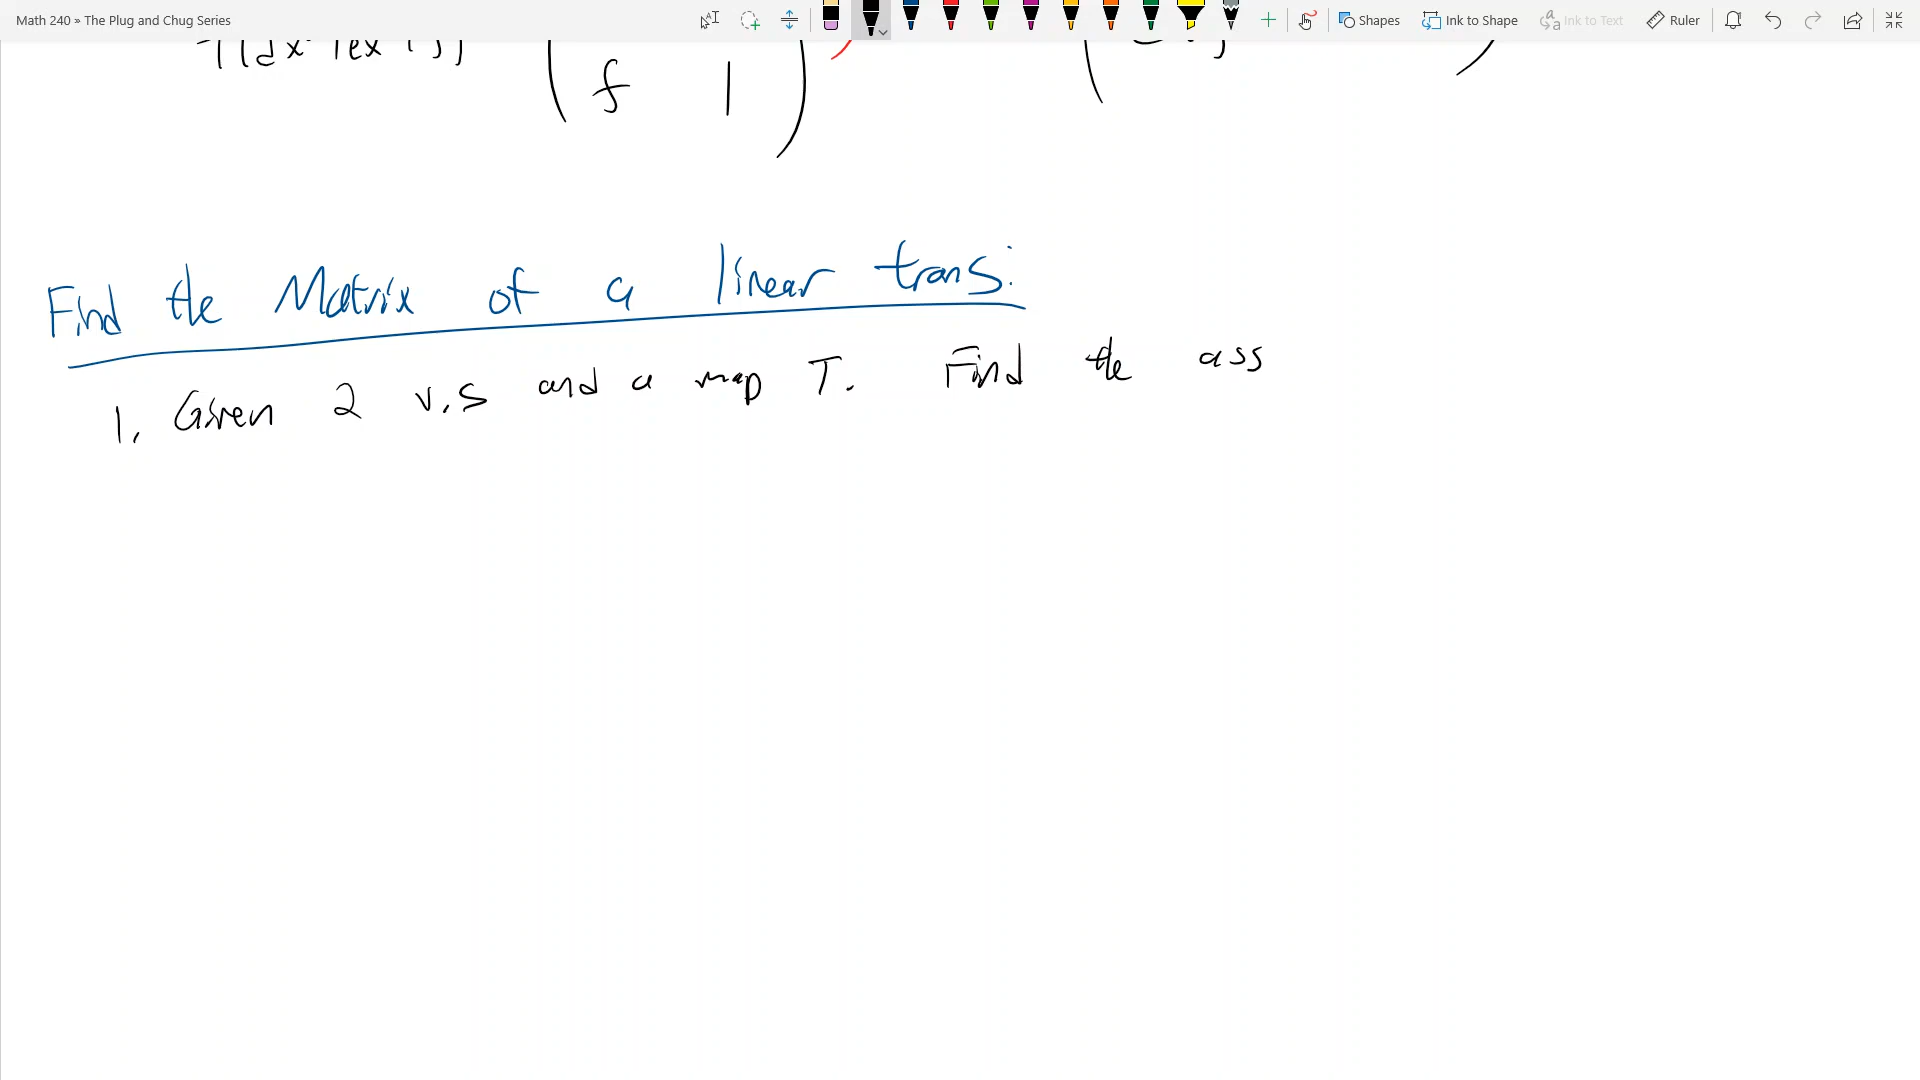 Math 240 » The Plug and Chug Series
Shapes
Ink to Shape
Ink to Text
Ruler
f 1
Find the Matrix of a linear trans:
1. Given 2 v.s and a map T. Find the ass